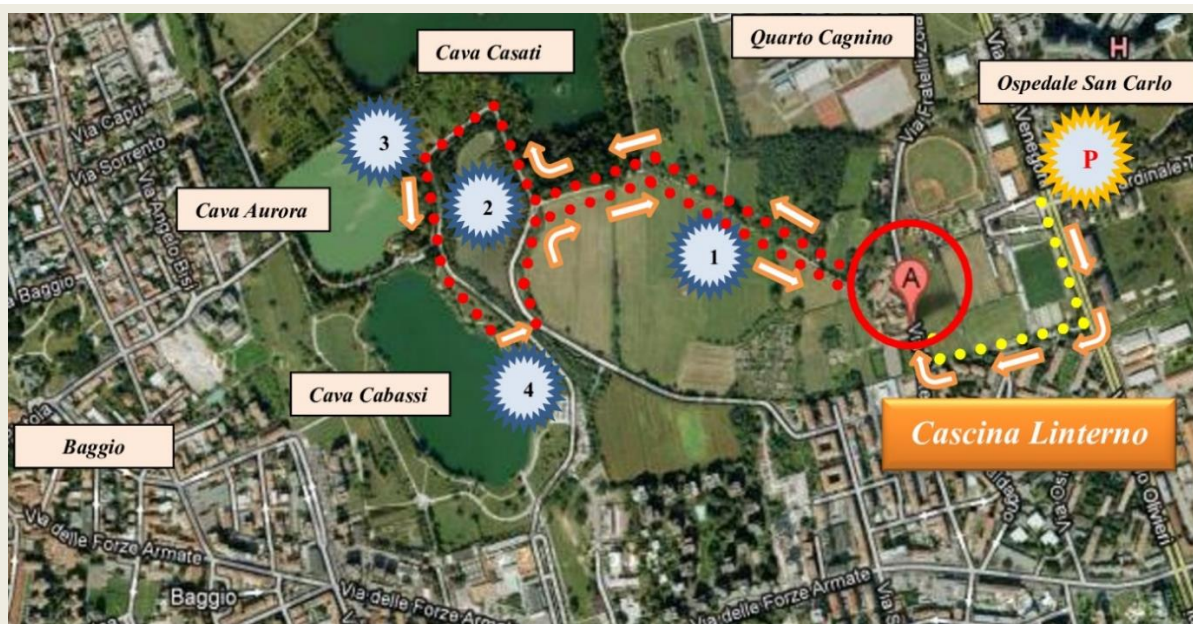 Cava Casati
Quarto Cagnino
H
Ospedale San Carlo
Via Capri
Via Sorrento
Via Angelo Bisi
3
P
2
Cava Aurora
1
A
Baggio
Cava Cabassi
4
Cascina Linterno
Baggio
Via delle Forze Armate
Baggio
Via delle Forze Armate
Via delle Forze Armate
Olivieri